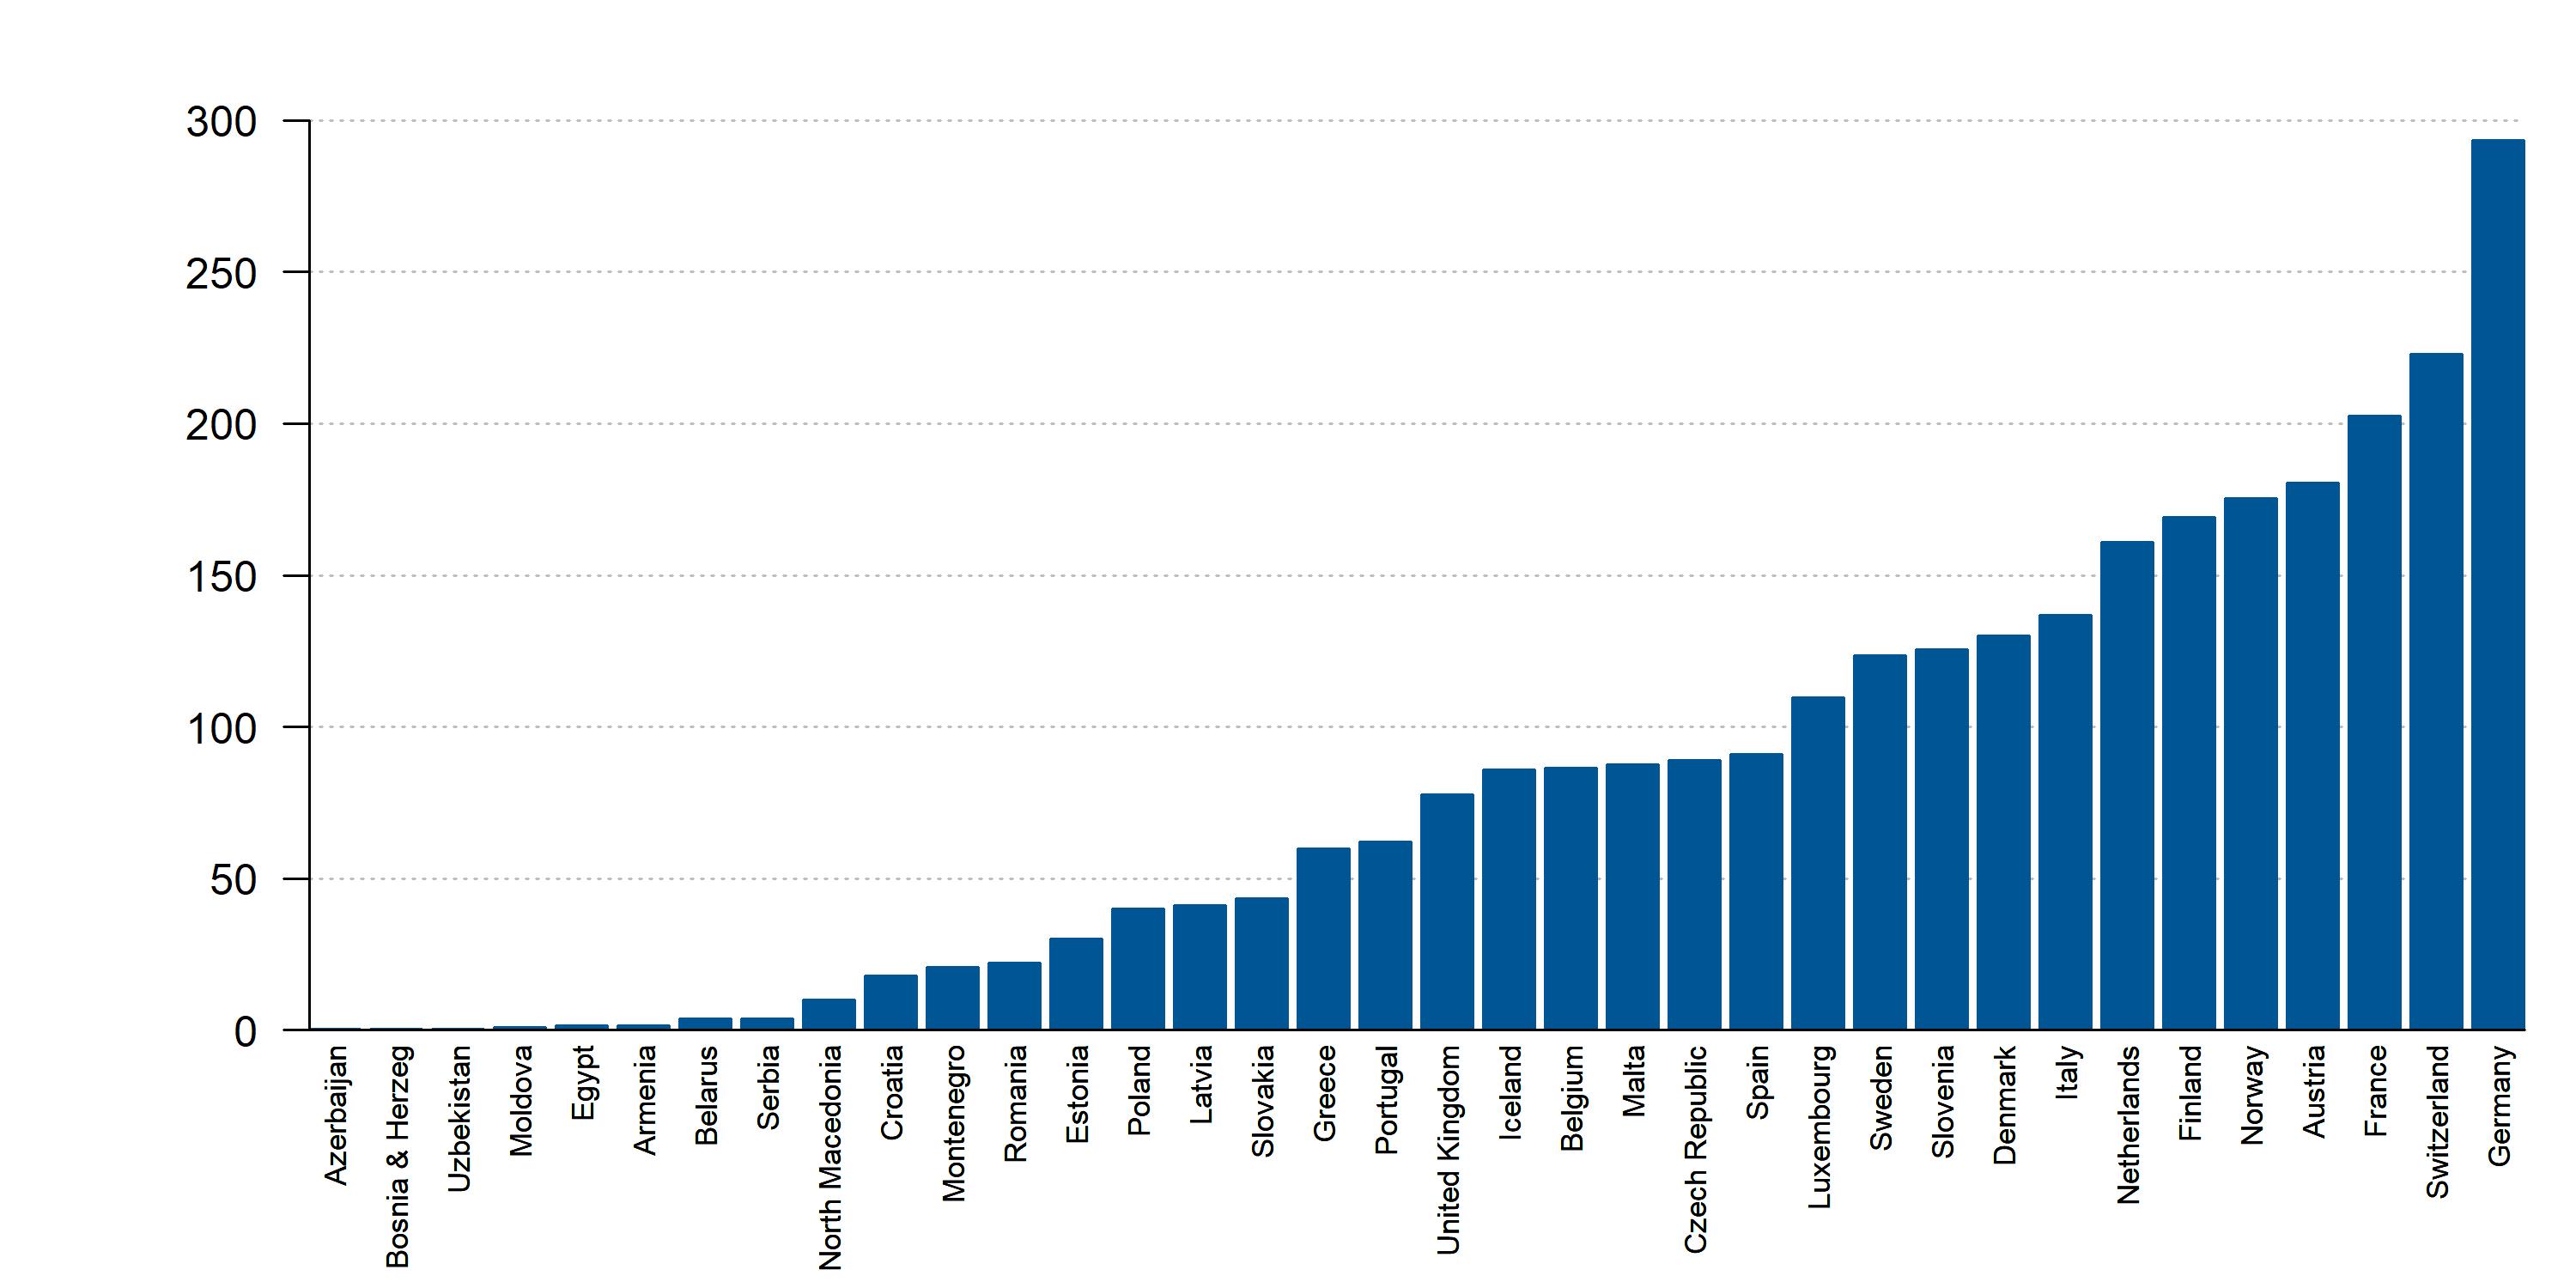 300
250
200
150
100
50
0
Azerbaijan
Bosnia & Herzeg
Uzbekistan
Moldova
Egypt
Armenia
Belarus
Serbia
North Macedonia
Croatia
Montenegro
Romania
Estonia
Poland
Latvia
Slovakia
Greece
Portugal
United Kingdom
Iceland
Belgium
Malta
Czech Republic
Spain
Luxembourg
Sweden
Slovenia
Denmark
Italy
Netherlands
Finland
Norway
Austria
France
Switzerland
Germany